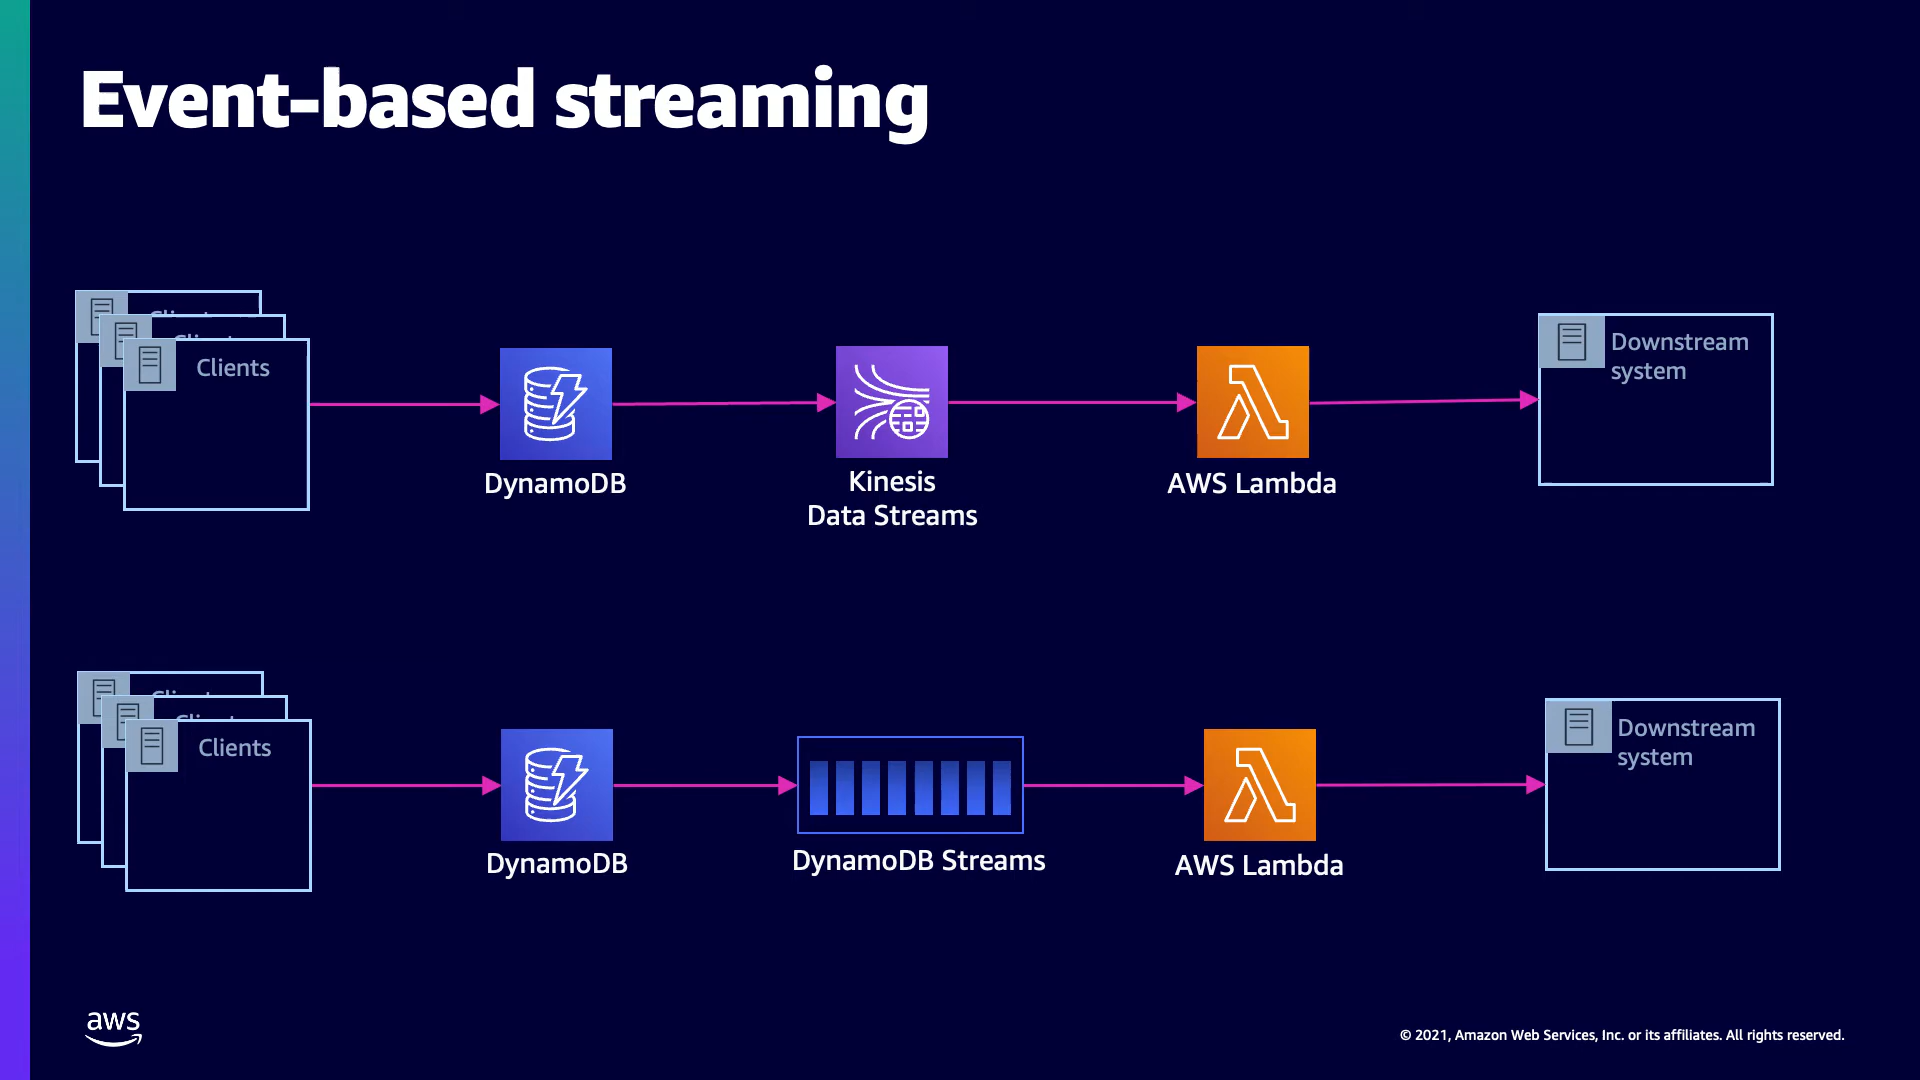 Event-based streaming
Clients
DynamoDB
Kinesis
Data Streams
AWS Lambda
Downstream
system
Clients
DynamoDB
DynamoDB Streams
AWS Lambda
Downstream
system
aws
© 2021, Amazon Web Services, Inc. or its affiliates. All rights reserved.